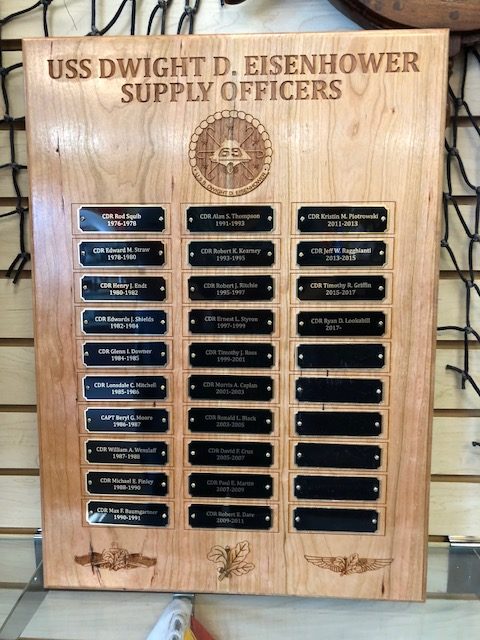 USS DWIGHT D. EISENHOWER
SUPPLY OFFICERS
69
U.S.S. DWIGHT D. EISENHOWER
CDR Rod Squib
1976-1978
CDR Edward M. Straw
1978-1980
CDR Henry J. Endt
1980-1982
CDR Edwards J. Shields
1982-1984
CDR Glenn I. Downer
1984-1985
CDR Lonsdale C. Mitchell
1985-1986
CAPT Beryl G. Moore
1986-1987
CDR William A. Wenslaff
1987-1988
CDR Michael E. Finley
1988-1990
CDR Max F. Baumgartner
1990-1991
CDR Alan S. Thompson
1991-1993
CDR Robert K. Kearney
1993-1995
CDR Robert J. Ritchie
1995-1997
CDR Ernest L. Styron
1997-1999
CDR Timothy J. Ross
1999-2001
CDR Morris A. Caplan
2001-2003
CDR Ronald L. Black
2003-2005
CDR David F. Cruz
2005-2007
CDR Paul E. Martin
2007-2009
CDR Robert E. Dare
2009-2011
CDR Kristin M. Piotrowski
2011-2013
CDR Jeff W. Ragghianti
2013-2015
CDR Timothy R. Griffin
2015-2017
CDR Ryan D. Lookabill
2017-